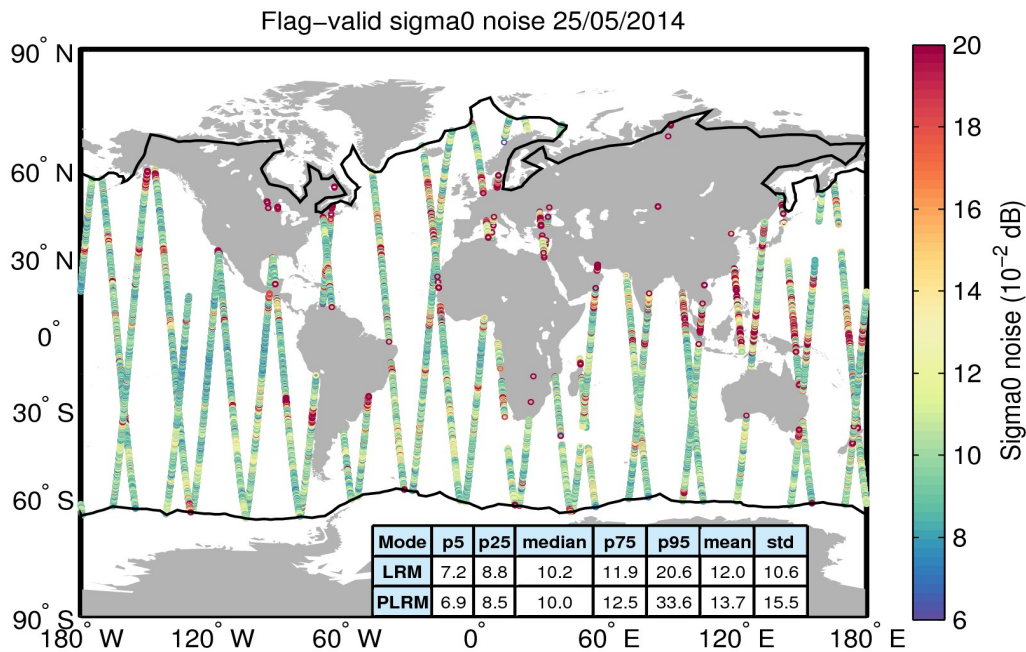 Flag−valid sigma0 noise 25/05/2014
90° N
60° N
30° N
0°
30° S
60° S
90° S
180° W
120° W
60° W
0°
60° E
120° E
180° E
Mode p5 p25 median p75 p95 mean std
LRM 7.2 8.8 10.2 11.9 20.6 12.0 10.6
PLRM 6.9 8.5 10.0 12.5 33.6 13.7 15.5
20
18
16
14
12
10
8
6
Sigma0 noise (10⁻² dB)